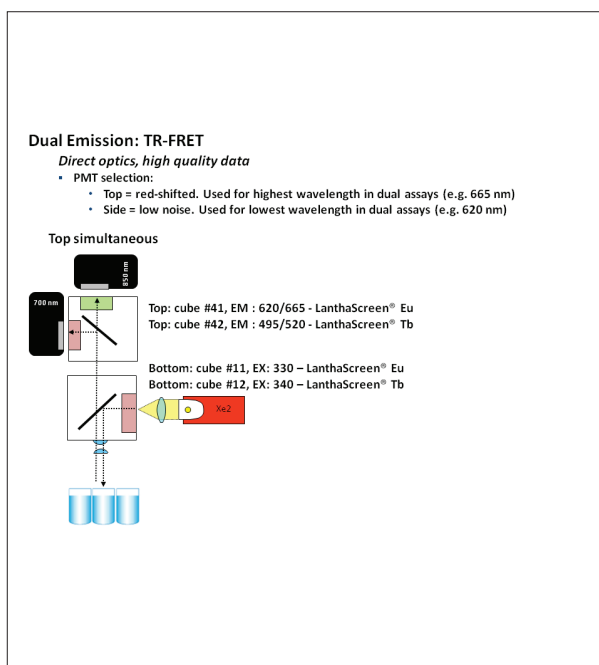 Dual Emission: TR-FRET
Direct optics, high quality data
▪ PMT selection:
• Top = red-shifted. Used for highest wavelength in dual assays (e.g. 665 nm)
• Side = low noise. Used for lowest wavelength in dual assays (e.g. 620 nm)
Top simultaneous
850 nm
700 nm
Top: cube #41, EM : 620/665 - LanthaScreen® Eu
Top: cube #42, EM : 495/520 - LanthaScreen® Tb
Bottom: cube #11, EX: 330 – LanthaScreen® Eu
Bottom: cube #12, EX: 340 – LanthaScreen® Tb
Xe2